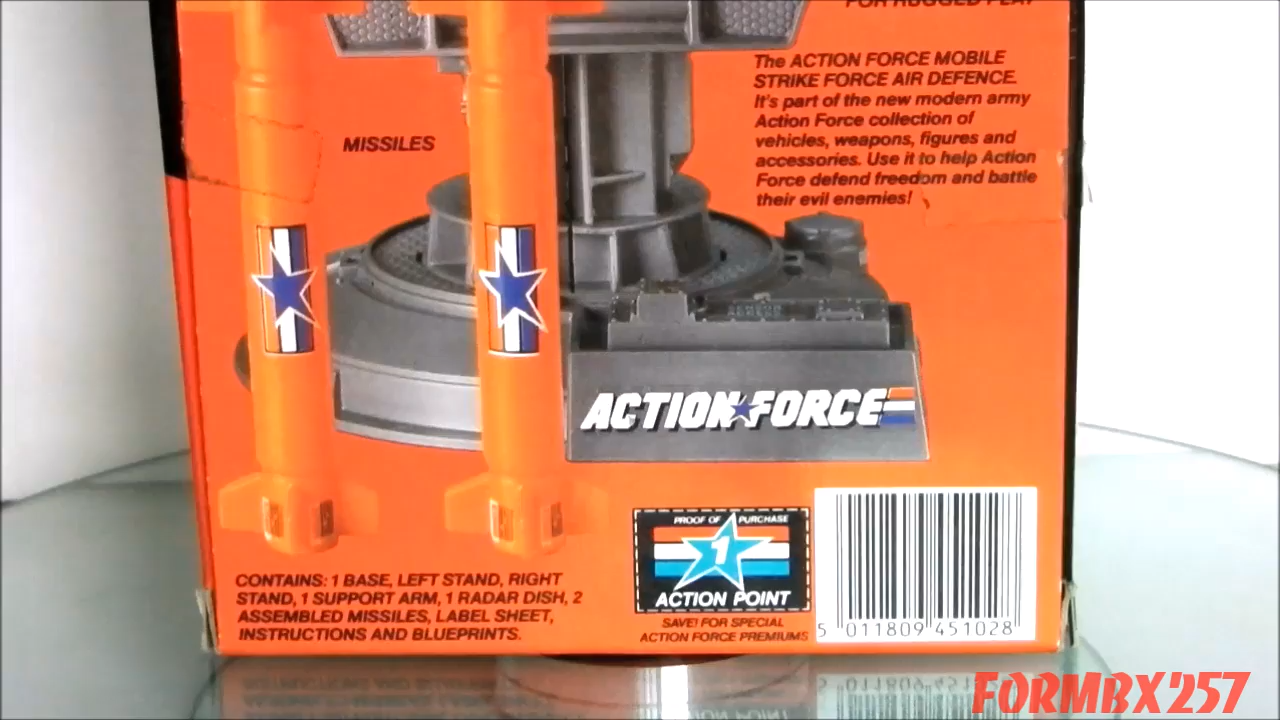 FOR RUGGED PLAY
The ACTION FORCE MOBILE
STRIKE FORCE AIR DEFENCE.
It's part of the new modern army
Action Force collection of
vehicles, weapons, figures and
accessories. Use it to help Action
Force defend freedom and battle
their evil enemies!
MISSILES
ACTION FORCE
PROOF OF PURCHASE
1
ACTION POINT
SAVE! FOR SPECIAL
ACTION FORCE PREMIUMS
5 011809 451028
CONTAINS: 1 BASE, LEFT STAND, RIGHT
STAND, 1 SUPPORT ARM, 1 RADAR DISH, 2
ASSEMBLED MISSILES, LABEL SHEET,
INSTRUCTIONS AND BLUEPRINTS.
FORMBX257